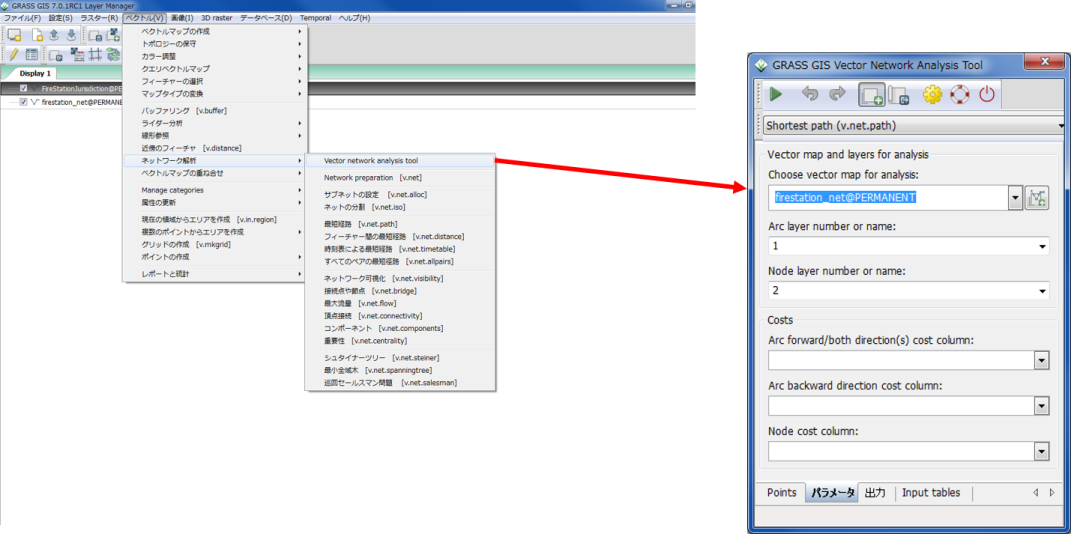 GRASS GIS 7.0.1RC1 Layer Manager
ファイル(F) 設定(S) ラスター(R) ベクトル(V) 画像(I) 3D raster データベース(D) Temporal ヘルプ(H)
Display 1
FireStationJurisdiction@PE
firestation_net@PERMANE
ベクトルマップの作成
トポロジーの保守
カラー調整
クエリベクトルマップ
フィーチャーの選択
マップタイプの変換
バッファリング [v.buffer]
ライダー分析
線形参照
近傍のフィーチャ [v.distance]
ネットワーク解析
ベクトルマップの重ね合せ
Manage categories
属性の更新
現在の領域からエリアを作成 [v.in.region]
複数のポイントからエリアを作成
グリッドの作成 [v.mkgrid]
ポイントの作成
レポートと統計
Vector network analysis tool
Network preparation [v.net]
サブネットの設定 [v.net.alloc]
ネットの分割 [v.net.iso]
最短経路 [v.net.path]
フィーチャー間の最短経路 [v.net.distance]
時刻表による最短経路 [v.net.timetable]
すべてのペアの最短経路 [v.net.allpairs]
ネットワーク可視化 [v.net.visibility]
接続点や節点 [v.net.bridge]
最大流量 [v.net.flow]
頂点接続 [v.net.connectivity]
コンポーネント [v.net.components]
重要性 [v.net.centrality]
シュタイナーツリー [v.net.steiner]
最小全域木 [v.net.spanningtree]
巡回セールスマン問題 [v.net.salesman]
GRASS GIS Vector Network Analysis Tool
Shortest path (v.net.path)
Vector map and layers for analysis
Choose vector map for analysis:
firestation_net@PERMANENT
Arc layer number or name:
1
Node layer number or name:
2
Costs
Arc forward/both direction(s) cost column:
Arc backward direction cost column:
Node cost column:
Points パラメータ 出力 Input tables